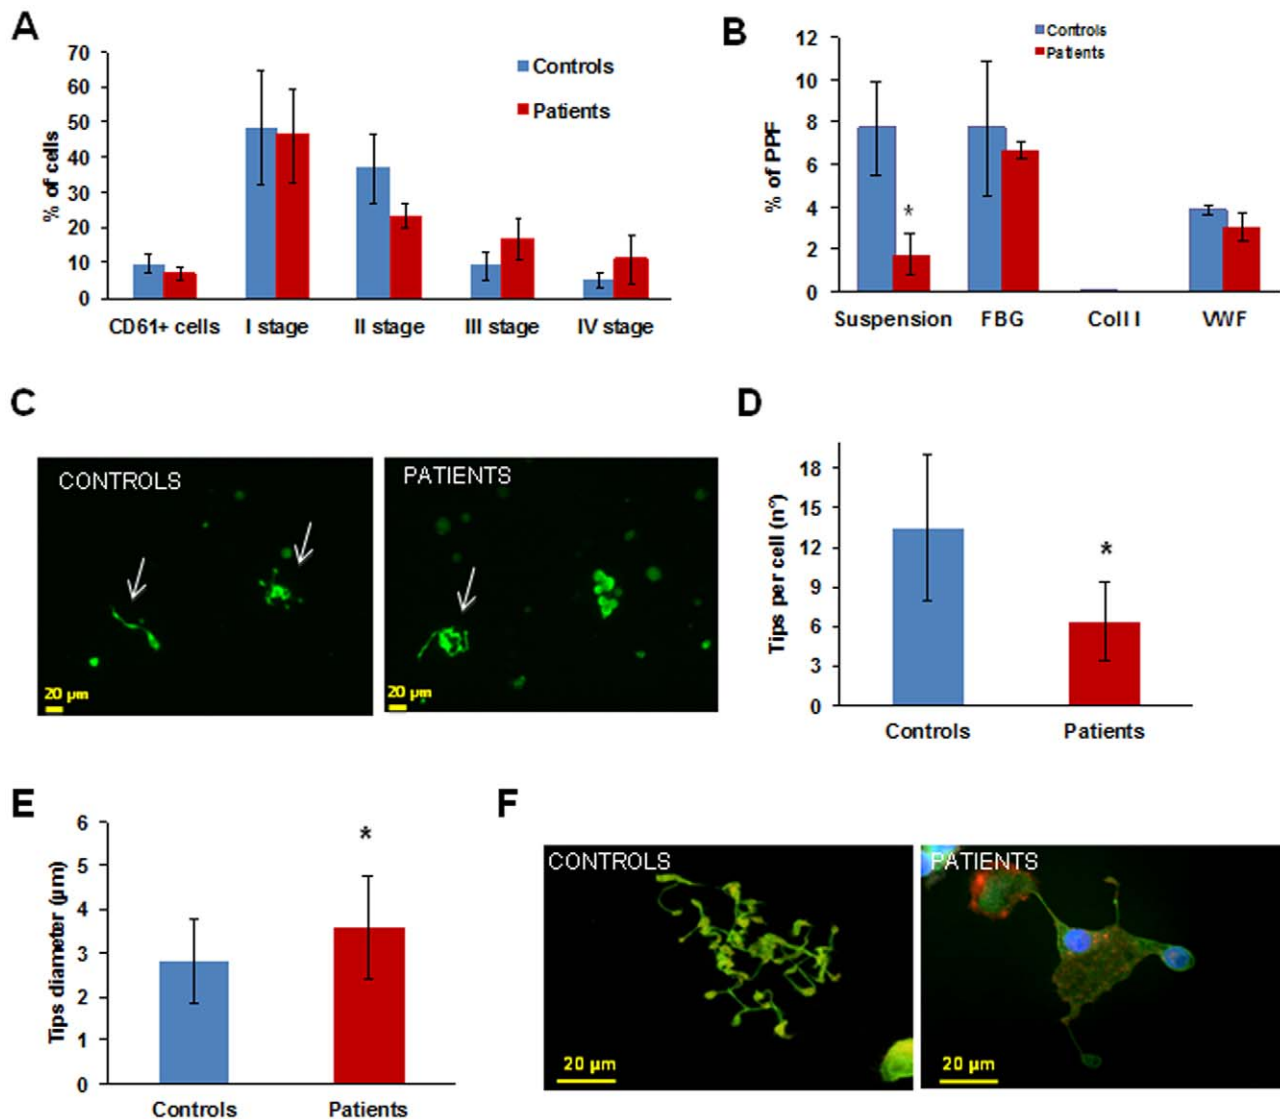 A
% of cells
70
60
50
40
30
20
10
0
Controls
Patients
CD61+ cells I stage II stage III stage IV stage
B
% of PPF
12
10
8
6
4
2
0
Controls
Patients
*
Suspension FBG Coll I VWF
C
CONTROLS
20 µm
PATIENTS
20 µm
D
Tips per cell (n°)
18
15
12
9
6
3
0
*
Controls Patients
E
Tips diameter (µm)
6
5
4
3
2
1
0
*
Controls Patients
F
CONTROLS
20 µm
PATIENTS
20 µm